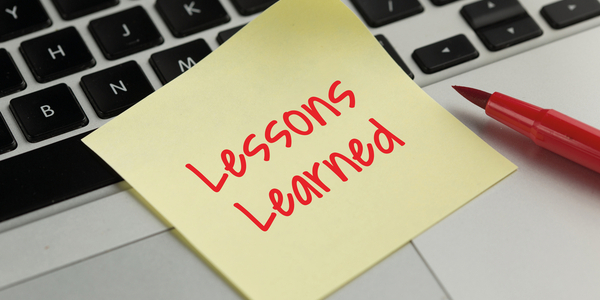 Y U I
H J K
B N M
Lessons
Learned